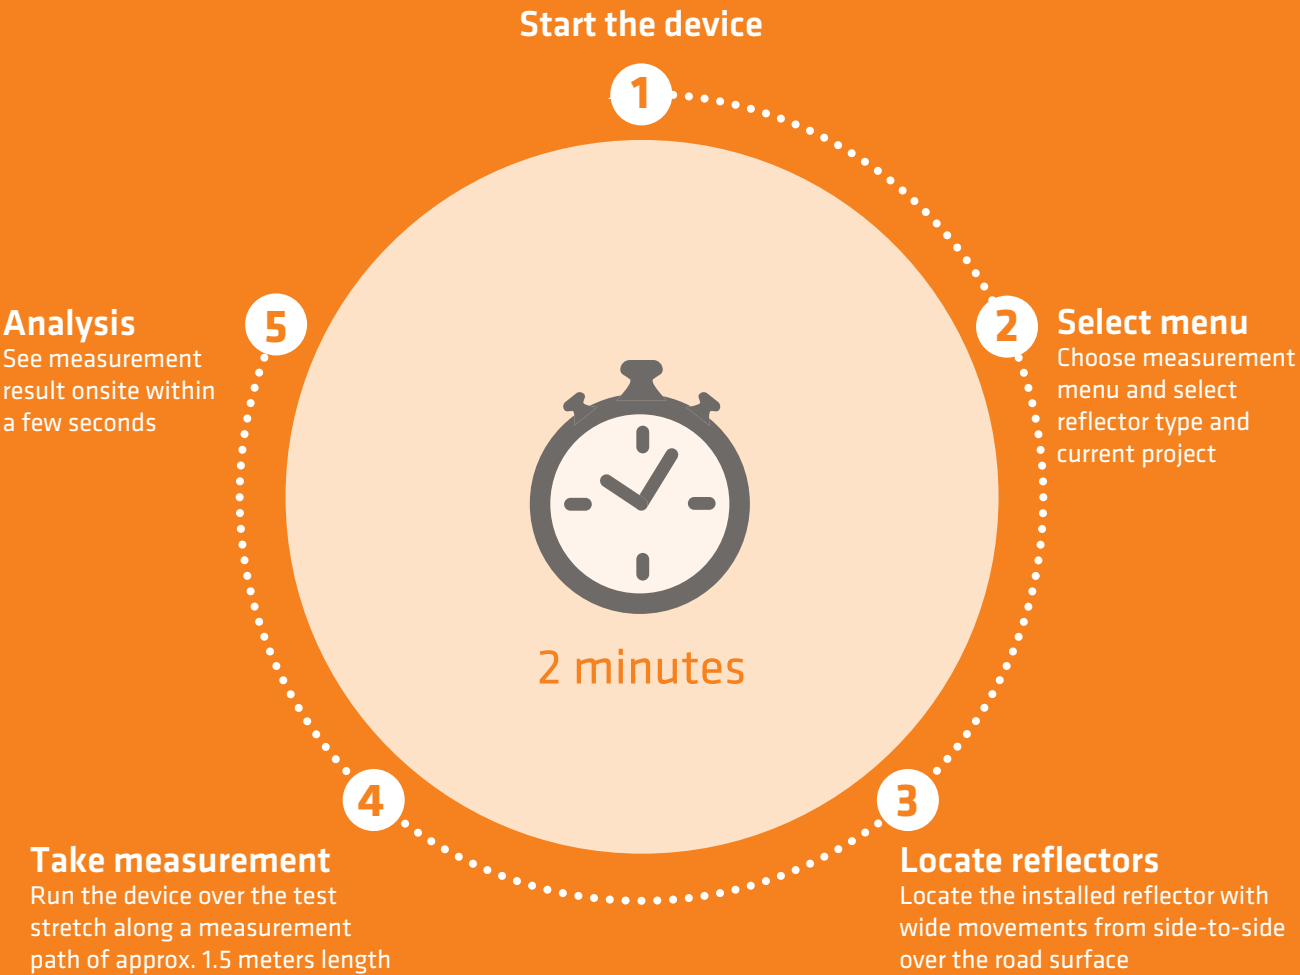 Start the device
1
2
Select menu
Choose measurement
menu and select
reflector type and
current project
3
Locate reflectors
Locate the installed reflector with
wide movements from side-to-side
over the road surface
4
Take measurement
Run the device over the test
stretch along a measurement
path of approx. 1.5 meters length
5
Analysis
See measurement
result onsite within
a few seconds
2 minutes